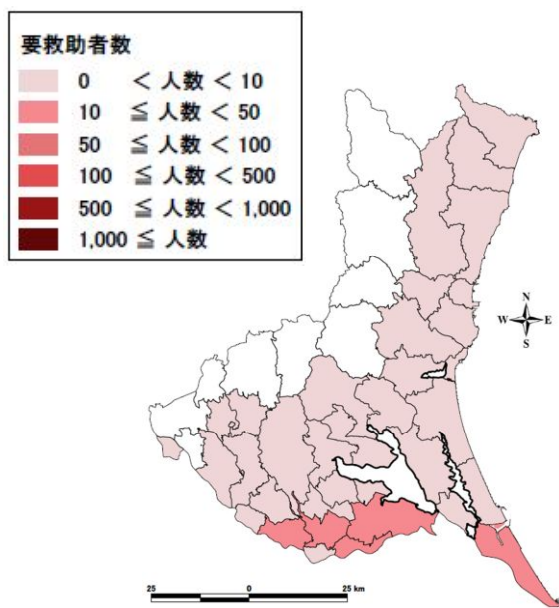 要救助者数
0 < 人数 < 10
10 ≦ 人数 < 50
50 ≦ 人数 < 100
100 ≦ 人数 < 500
500 ≦ 人数 < 1,000
1,000 ≦ 人数
N
W E
S
25 0 25 km